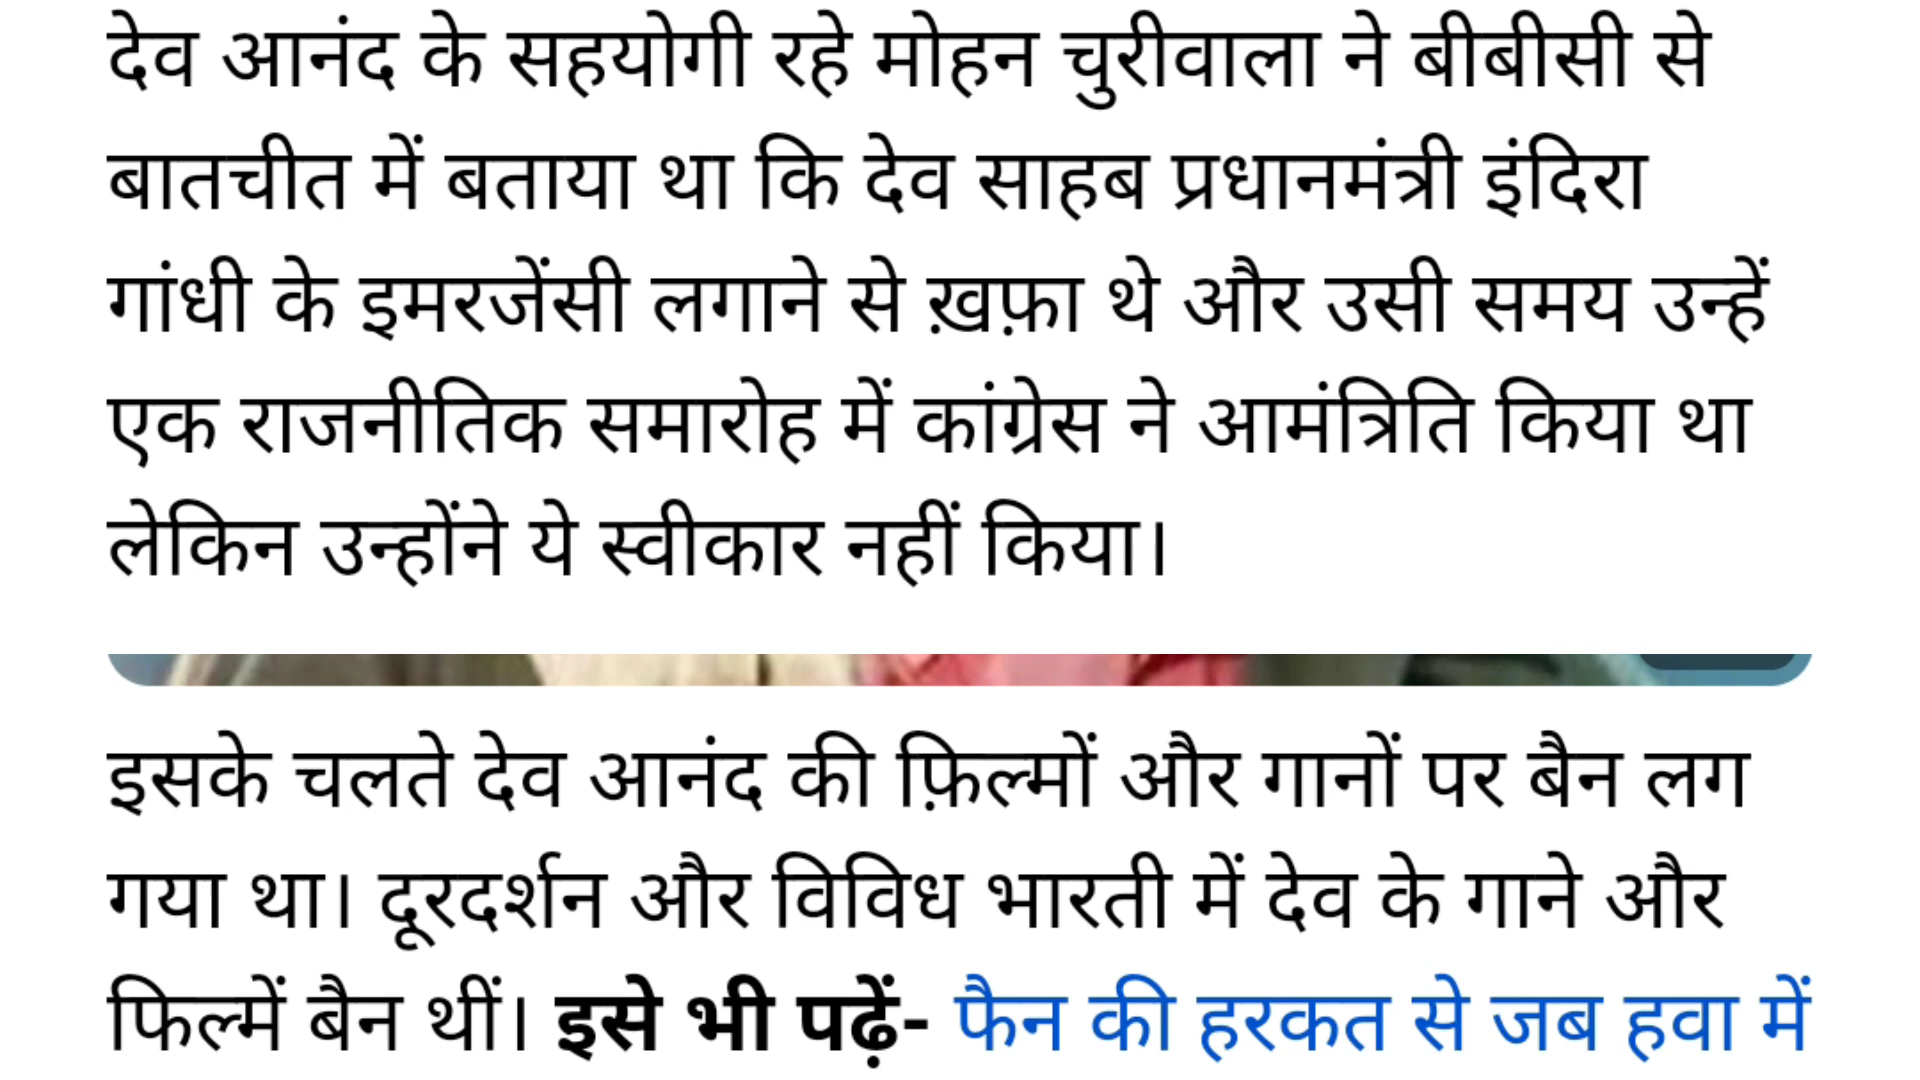 देव आनंद के सहयोगी रहे मोहन चुरीवाला ने बीबीसी से
बातचीत में बताया था कि देव साहब प्रधानमंत्री इंदिरा
गांधी के इमरजेंसी लगाने से ख़फ़ा थे और उसी समय उन्हें
एक राजनीतिक समारोह में कांग्रेस ने आमंत्रिति किया था
लेकिन उन्होंने ये स्वीकार नहीं किया।
इसके चलते देव आनंद की फ़िल्मों और गानों पर बैन लग
गया था। दूरदर्शन और विविध भारती में देव के गाने और
फिल्में बैन थीं। इसे भी पढ़ें- फैन की हरकत से जब हवा में